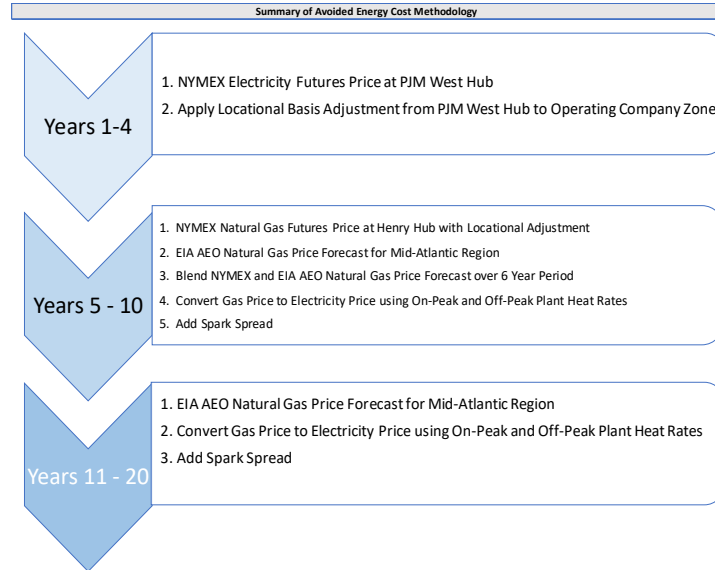 Summary of Avoided Energy Cost Methodology
Years 1-4
1. NYMEX Electricity Futures Price at PJM West Hub
2. Apply Locational Basis Adjustment from PJM West Hub to Operating Company Zone
Years 5 - 10
1. NYMEX Natural Gas Futures Price at Henry Hub with Locational Adjustment
2. EIA AEO Natural Gas Price Forecast for Mid-Atlantic Region
3. Blend NYMEX and EIA AEO Natural Gas Price Forecast over 6 Year Period
4. Convert Gas Price to Electricity Price using On-Peak and Off-Peak Plant Heat Rates
5. Add Spark Spread
Years 11 - 20
1. EIA AEO Natural Gas Price Forecast for Mid-Atlantic Region
2. Convert Gas Price to Electricity Price using On-Peak and Off-Peak Plant Heat Rates
3. Add Spark Spread